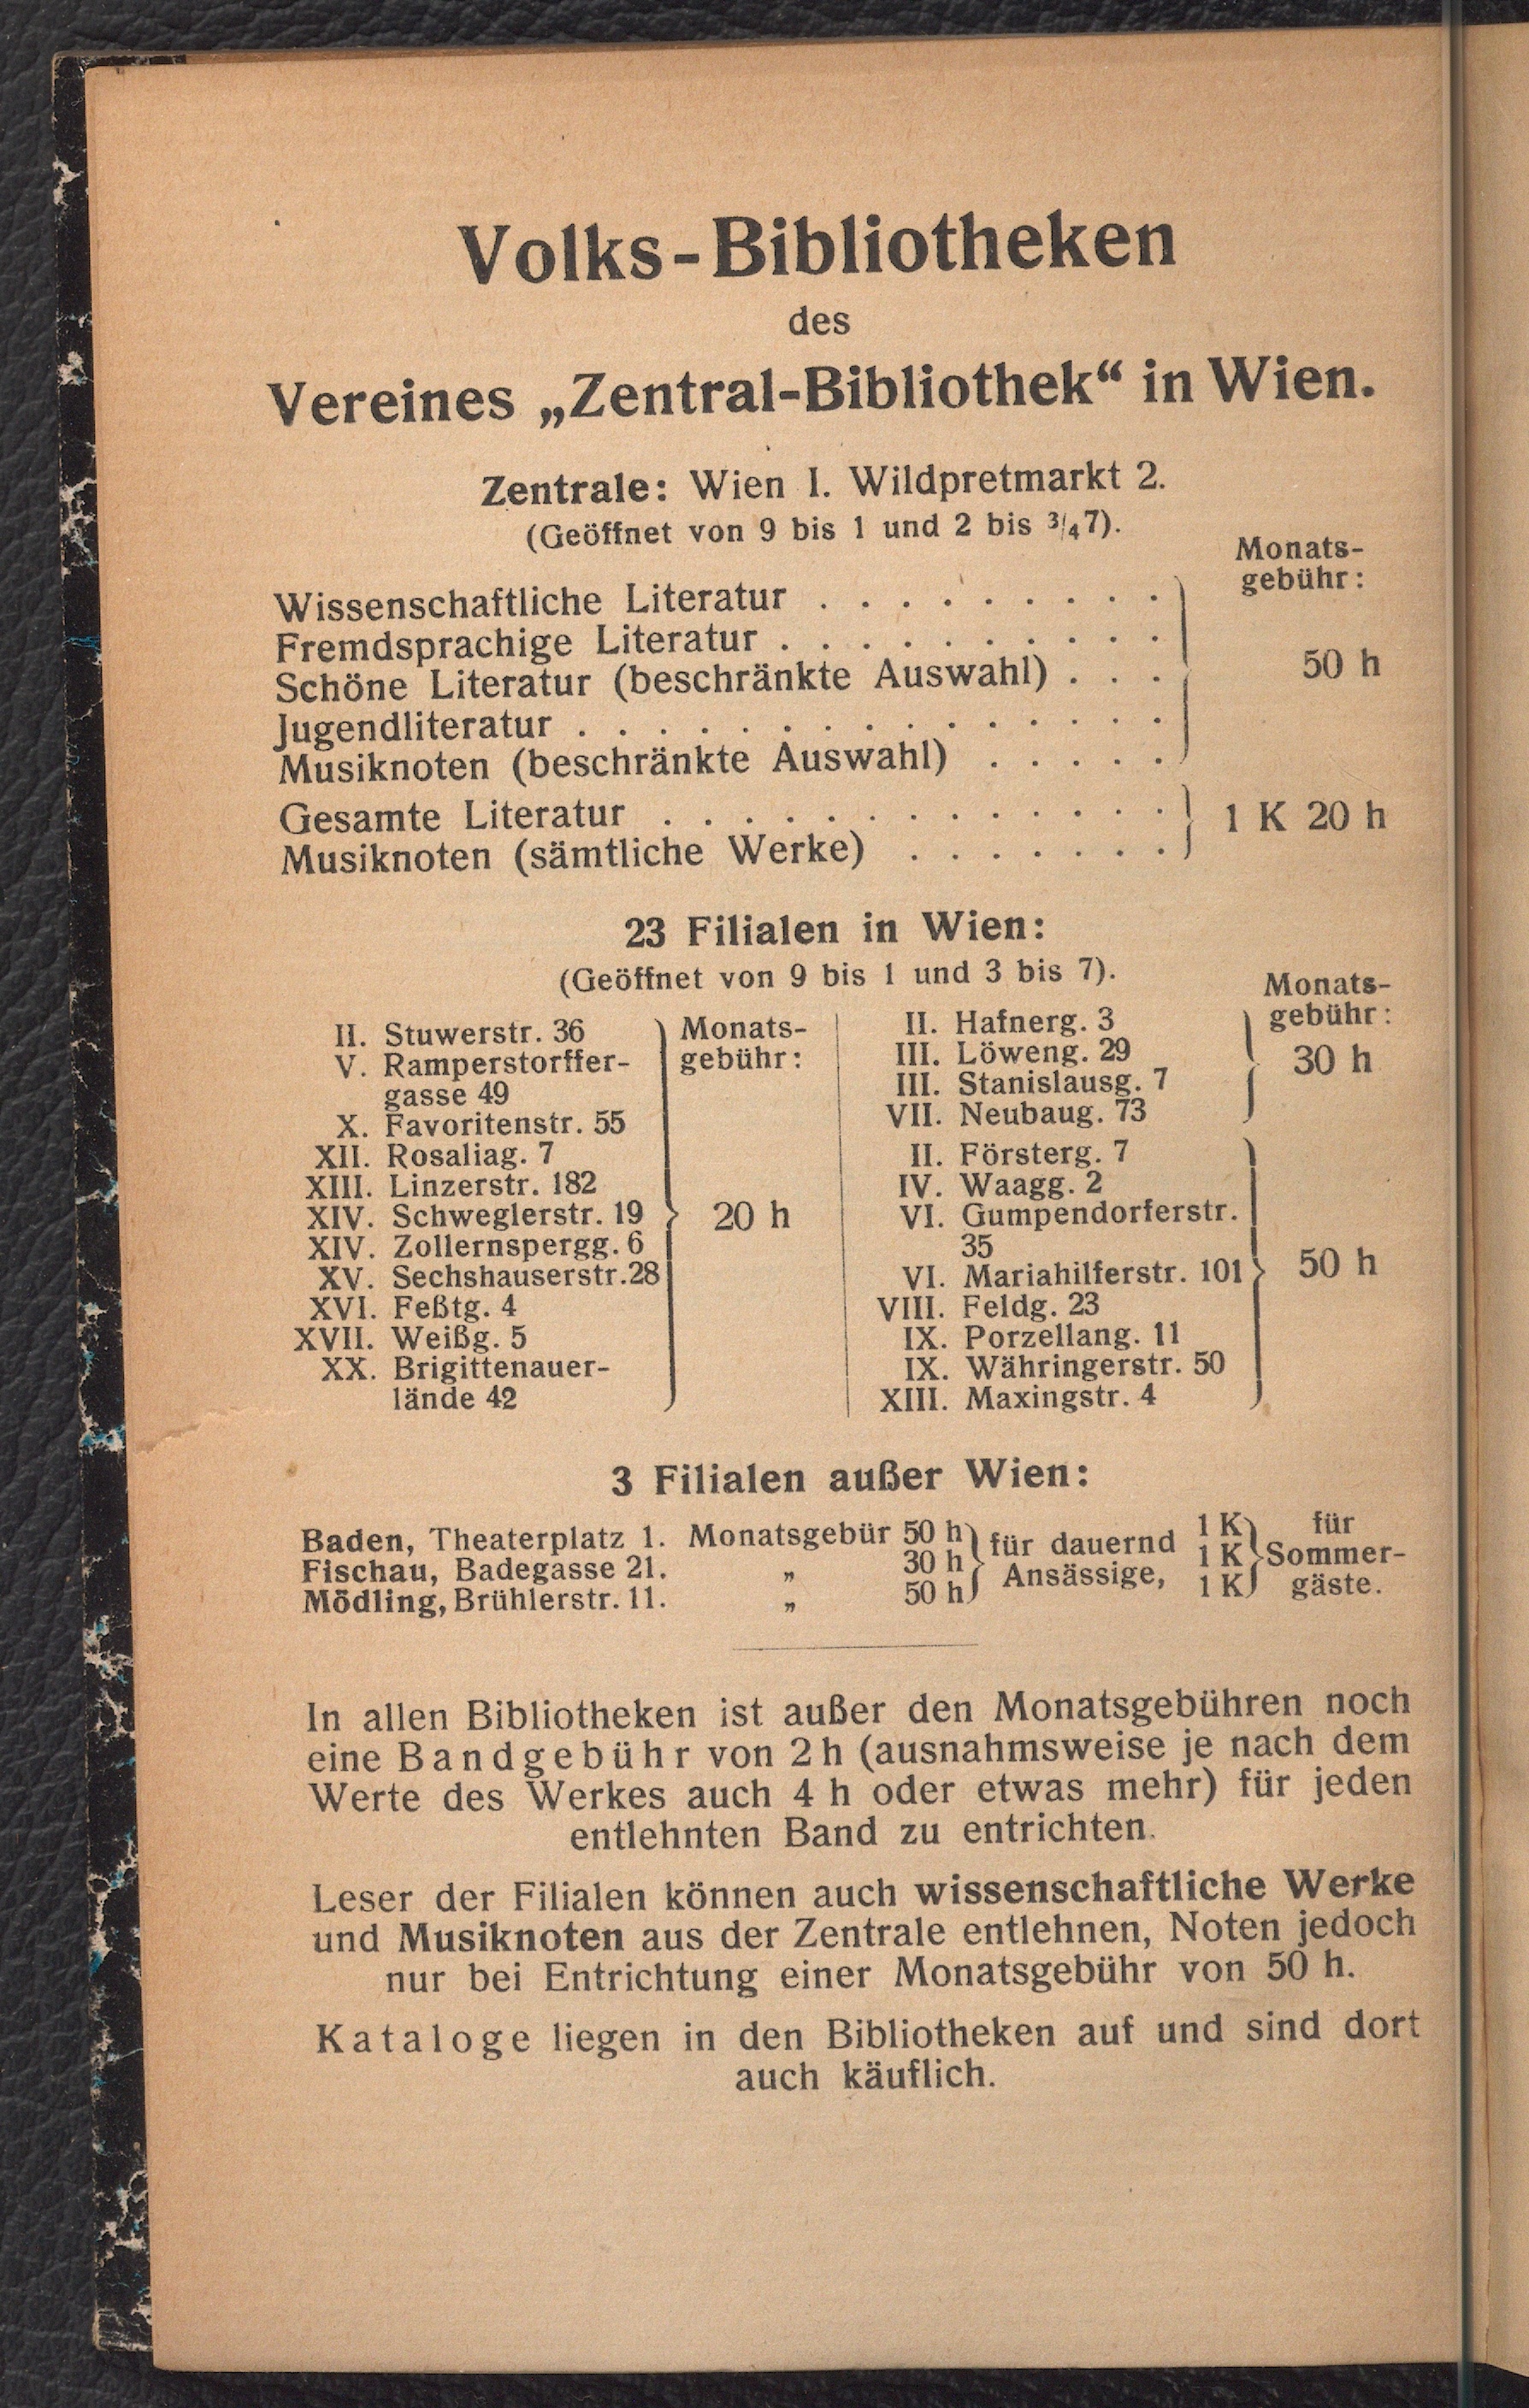 Volks-Bibliotheken
des
Vereines „Zentral-Bibliothek“ in Wien.
Zentrale: Wien I. Wildpretmarkt 2.
(Geöffnet von 9 bis 1 und 2 bis ¾7).
Monats-
gebühr:
Wissenschaftliche Literatur . . . . . . . . .
Fremdsprachige Literatur . . . . . . . . . .
Schöne Literatur (beschränkte Auswahl) . . .
50 h
Jugendliteratur . . . . . . . . . . . . . . .
Musiknoten (beschränkte Auswahl) . . . . .
Gesamte Literatur . . . . . . . . . . . . .
1 K 20 h
Musiknoten (sämtliche Werke) . . . . . . .
23 Filialen in Wien:
(Geöffnet von 9 bis 1 und 3 bis 7).
II. Stuwerstr. 36
V. Ramperstorffer-
gasse 49
X. Favoritenstr. 55
XII. Rosaliag. 7
XIII. Linzerstr. 182
XIV. Schweglerstr. 19
XIV. Zollernspergg. 6
XV. Sechshauserstr.28
XVI. Feßtg. 4
XVII. Weißg. 5
XX. Brigittenauer-
lände 42
Monats-
gebühr:
20 h
II. Hafnerg. 3
III. Löweng. 29
III. Stanislausg. 7
VII. Neubaug. 73
Monats-
gebühr:
30 h
II. Försterg. 7
IV. Waagg. 2
VI. Gumpendorferstr.
35
VI. Mariahilferstr. 101
VIII. Feldg. 23
IX. Porzellang. 11
IX. Währingerstr. 50
XIII. Maxingstr. 4
50 h
3 Filialen außer Wien:
Baden, Theaterplatz 1. Monatsgebür 50 h für dauernd 1 K für
Fischau, Badegasse 21. „ 30 h Ansässige, 1 K Sommer-
Mödling, Brühlerstr. 11. „ 50 h 1 K gäste.
In allen Bibliotheken ist außer den Monatsgebühren noch
eine Bandgebühr von 2 h (ausnahmsweise je nach dem
Werte des Werkes auch 4 h oder etwas mehr) für jeden
entlehnten Band zu entrichten.
Leser der Filialen können auch wissenschaftliche Werke
und Musiknoten aus der Zentrale entlehnen, Noten jedoch
nur bei Entrichtung einer Monatsgebühr von 50 h.
Kataloge liegen in den Bibliotheken auf und sind dort
auch käuflich.